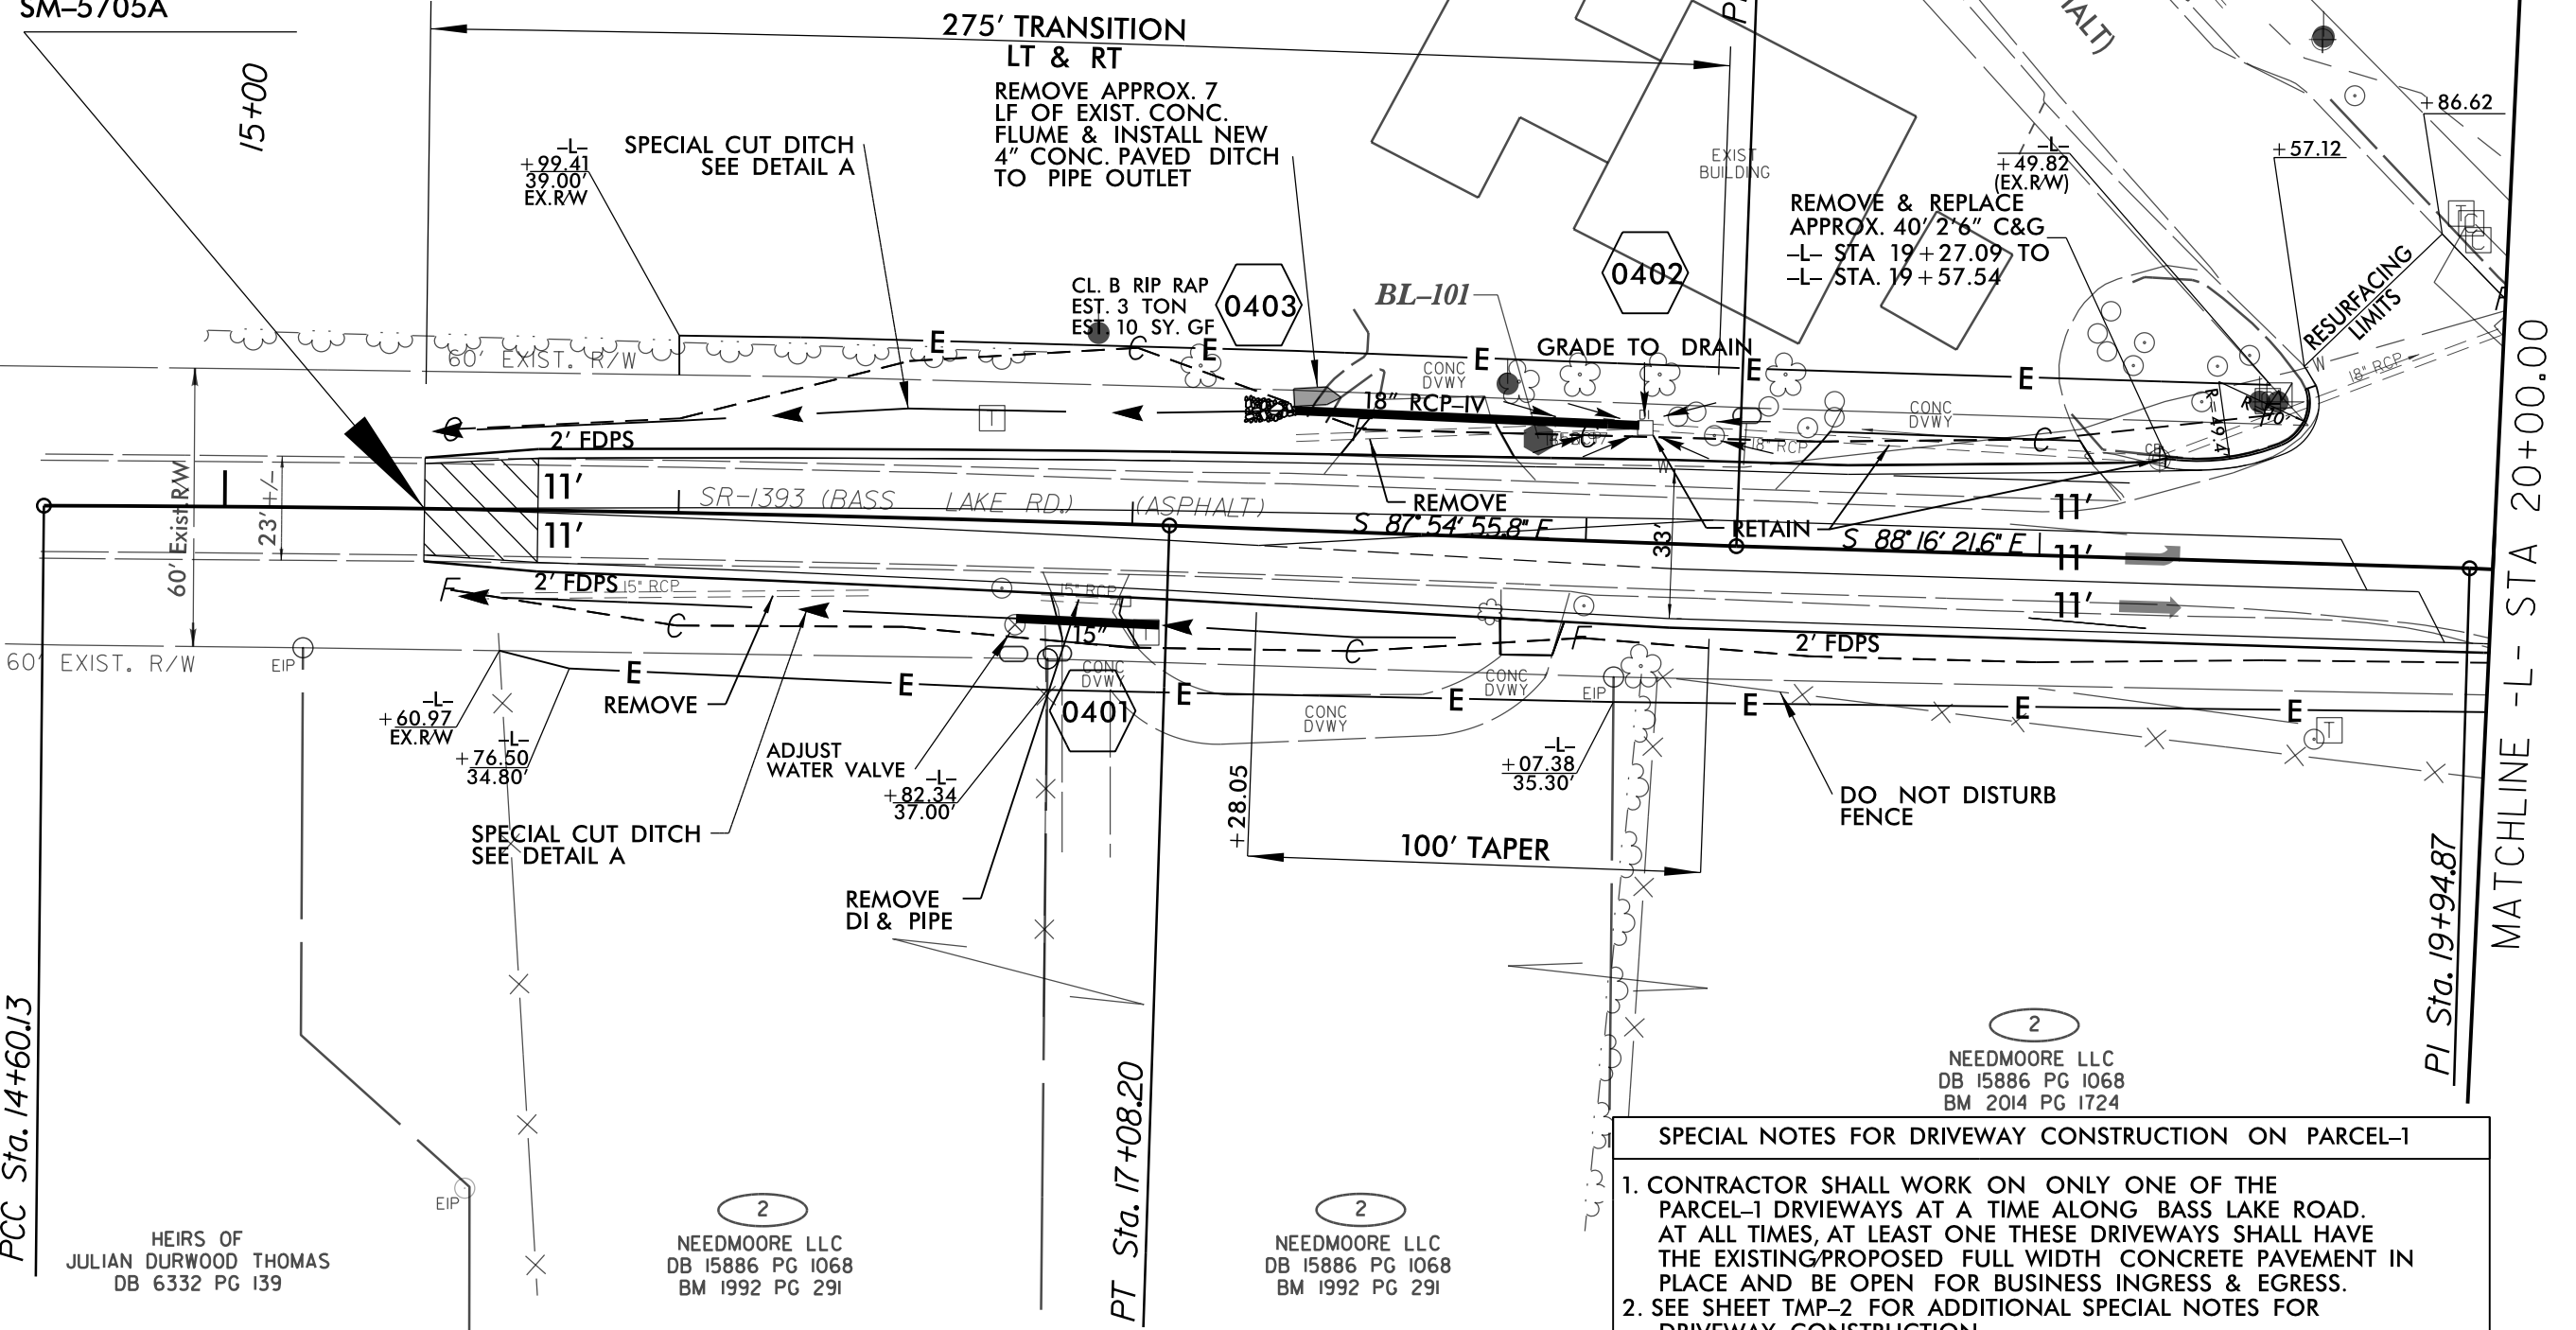 SM–5705A
15+00
275' TRANSITION
LT & RT
REMOVE APPROX. 7
LF OF EXIST. CONC.
FLUME & INSTALL NEW
4" CONC. PAVED DITCH
TO PIPE OUTLET
–L–
+99.41
39.00'
EX.R/W
SPECIAL CUT DITCH
SEE DETAIL A
EXIST
BUILDING
–L–
+49.82
(EX.R/W)
+57.12
+86.62
REMOVE & REPLACE
APPROX. 40' 2'6" C&G
–L– STA 19+27.09 TO
–L– STA. 19+57.54
RESURFACING
LIMITS
CL. B RIP RAP
EST. 3 TON
EST. 10 SY. GF
0403
BL–101
0402
GRADE TO DRAIN
60' EXIST. R/W
E
E
E
E
E
C
C
C
C
T
CONC
DVWY
CONC
DVWY
18" RCP–IV
18" RCP
18" RCP
W
W
CB
DI
R= 49.4'
2' FDPS
60' Exist.R/W
23' +/-
11'
11'
SR-1393 (BASS LAKE RD.) (ASPHALT)
REMOVE
RETAIN
S 87° 54' 55.8" E
S 88° 16' 21.6" E
33'
11'
11'
11'
2' FDPS
15" RCP
15" RCP
15"
F
F
C
C
2' FDPS
60' EXIST. R/W
EIP
EIP
E
E
E
E
E
E
E
CONC
DVWY
CONC
DVWY
CONC
DVWY
0401
REMOVE
–L–
+60.97
EX.R/W
–L–
+76.50
34.80'
ADJUST
WATER VALVE
–L–
+82.34
37.00'
SPECIAL CUT DITCH
SEE DETAIL A
REMOVE
DI & PIPE
+28.05
100' TAPER
–L–
+07.38
35.30'
DO NOT DISTURB
FENCE
T
MATCHLINE -L- STA 20+00.00
PCC Sta. 14+60.13
PT Sta. 17+08.20
PI Sta. 19+94.87
EIP
HEIRS OF
JULIAN DURWOOD THOMAS
DB 6332 PG 139
2
NEEDMOORE LLC
DB 15886 PG 1068
BM 1992 PG 291
2
NEEDMOORE LLC
DB 15886 PG 1068
BM 1992 PG 291
2
NEEDMOORE LLC
DB 15886 PG 1068
BM 2014 PG 1724
SPECIAL NOTES FOR DRIVEWAY CONSTRUCTION ON PARCEL–1
1. CONTRACTOR SHALL WORK ON ONLY ONE OF THE
PARCEL–1 DRVIEWAYS AT A TIME ALONG BASS LAKE ROAD.
AT ALL TIMES, AT LEAST ONE THESE DRIVEWAYS SHALL HAVE
THE EXISTING/PROPOSED FULL WIDTH CONCRETE PAVEMENT IN
PLACE AND BE OPEN FOR BUSINESS INGRESS & EGRESS.
2. SEE SHEET TMP–2 FOR ADDITIONAL SPECIAL NOTES FOR
DRIVEWAY CONSTRUCTION